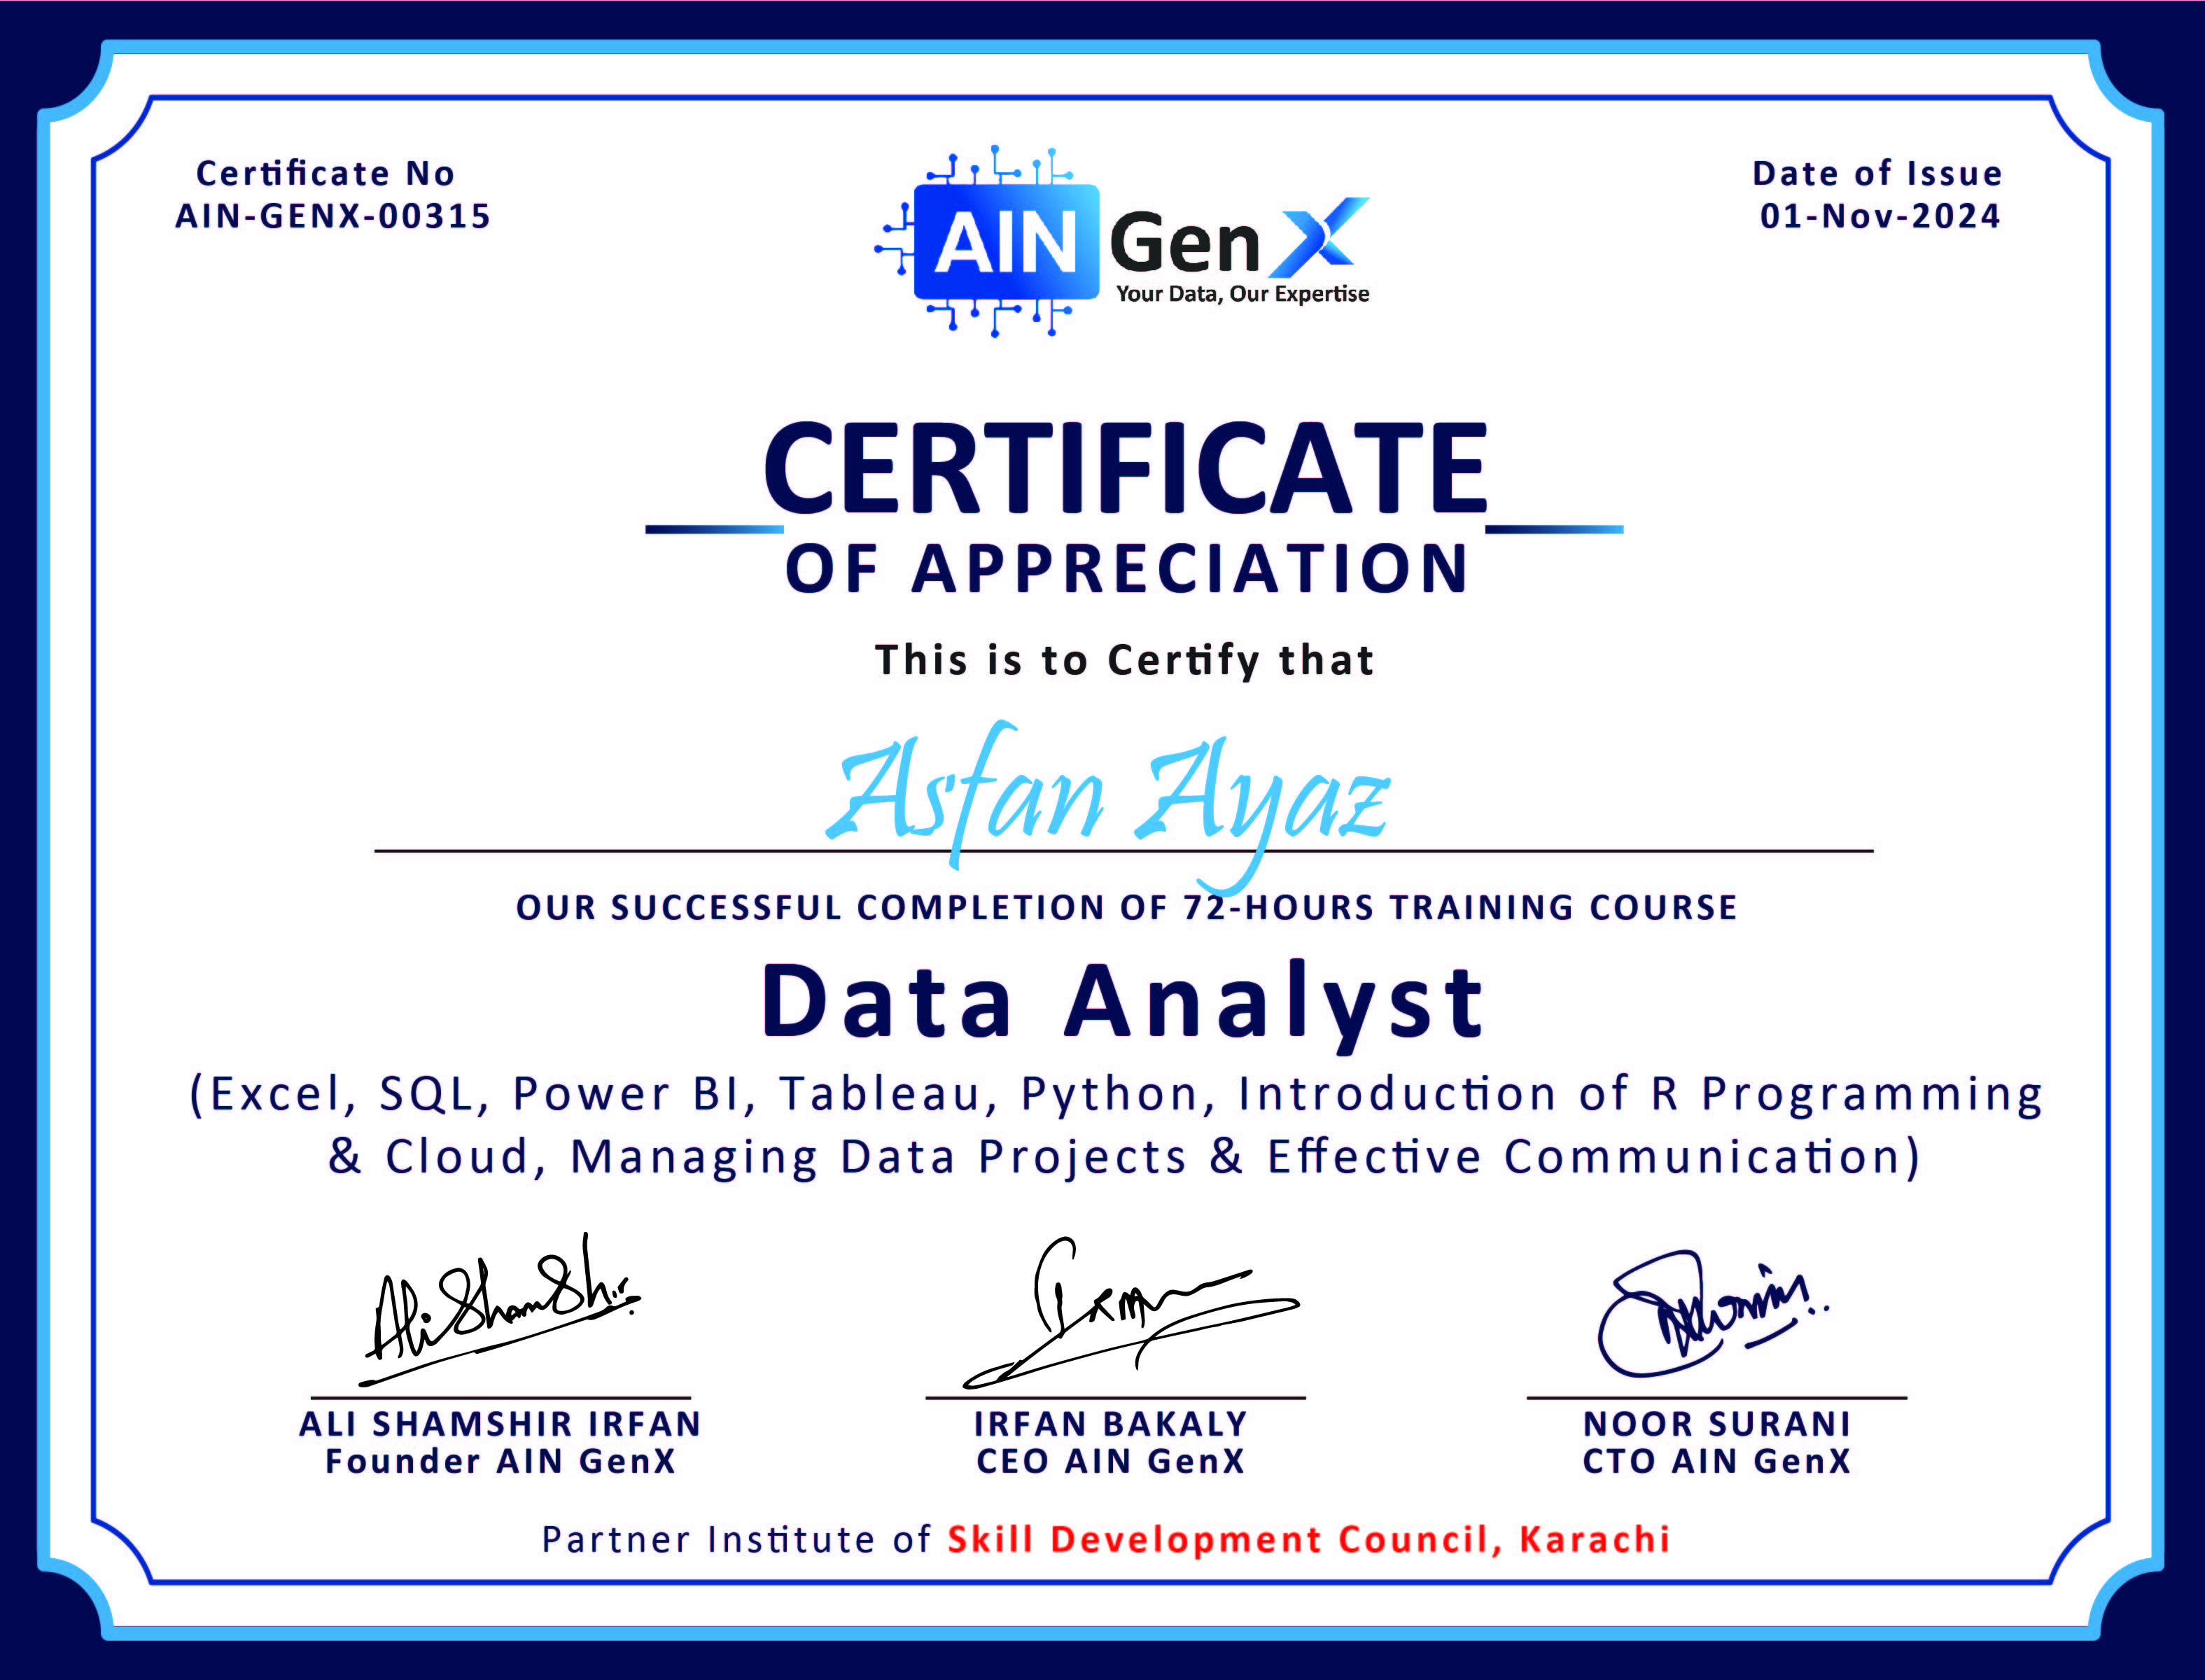 Certificate No
AIN-GENX-00315
Date of Issue
01-Nov-2024
AIN GenX
Your Data, Our Expertise
CERTIFICATE
OF APPRECIATION
This is to Certify that
Asfan Ayaz
OUR SUCCESSFUL COMPLETION OF 72-HOURS TRAINING COURSE
Data Analyst
(Excel, SQL, Power BI, Tableau, Python, Introduction of R Programming
& Cloud, Managing Data Projects & Effective Communication)
Ali Shamshir
ALI SHAMSHIR IRFAN
Founder AIN GenX
IRFAN BAKALY
CEO AIN GenX
NOOR SURANI
CTO AIN GenX
Partner Institute of Skill Development Council, Karachi